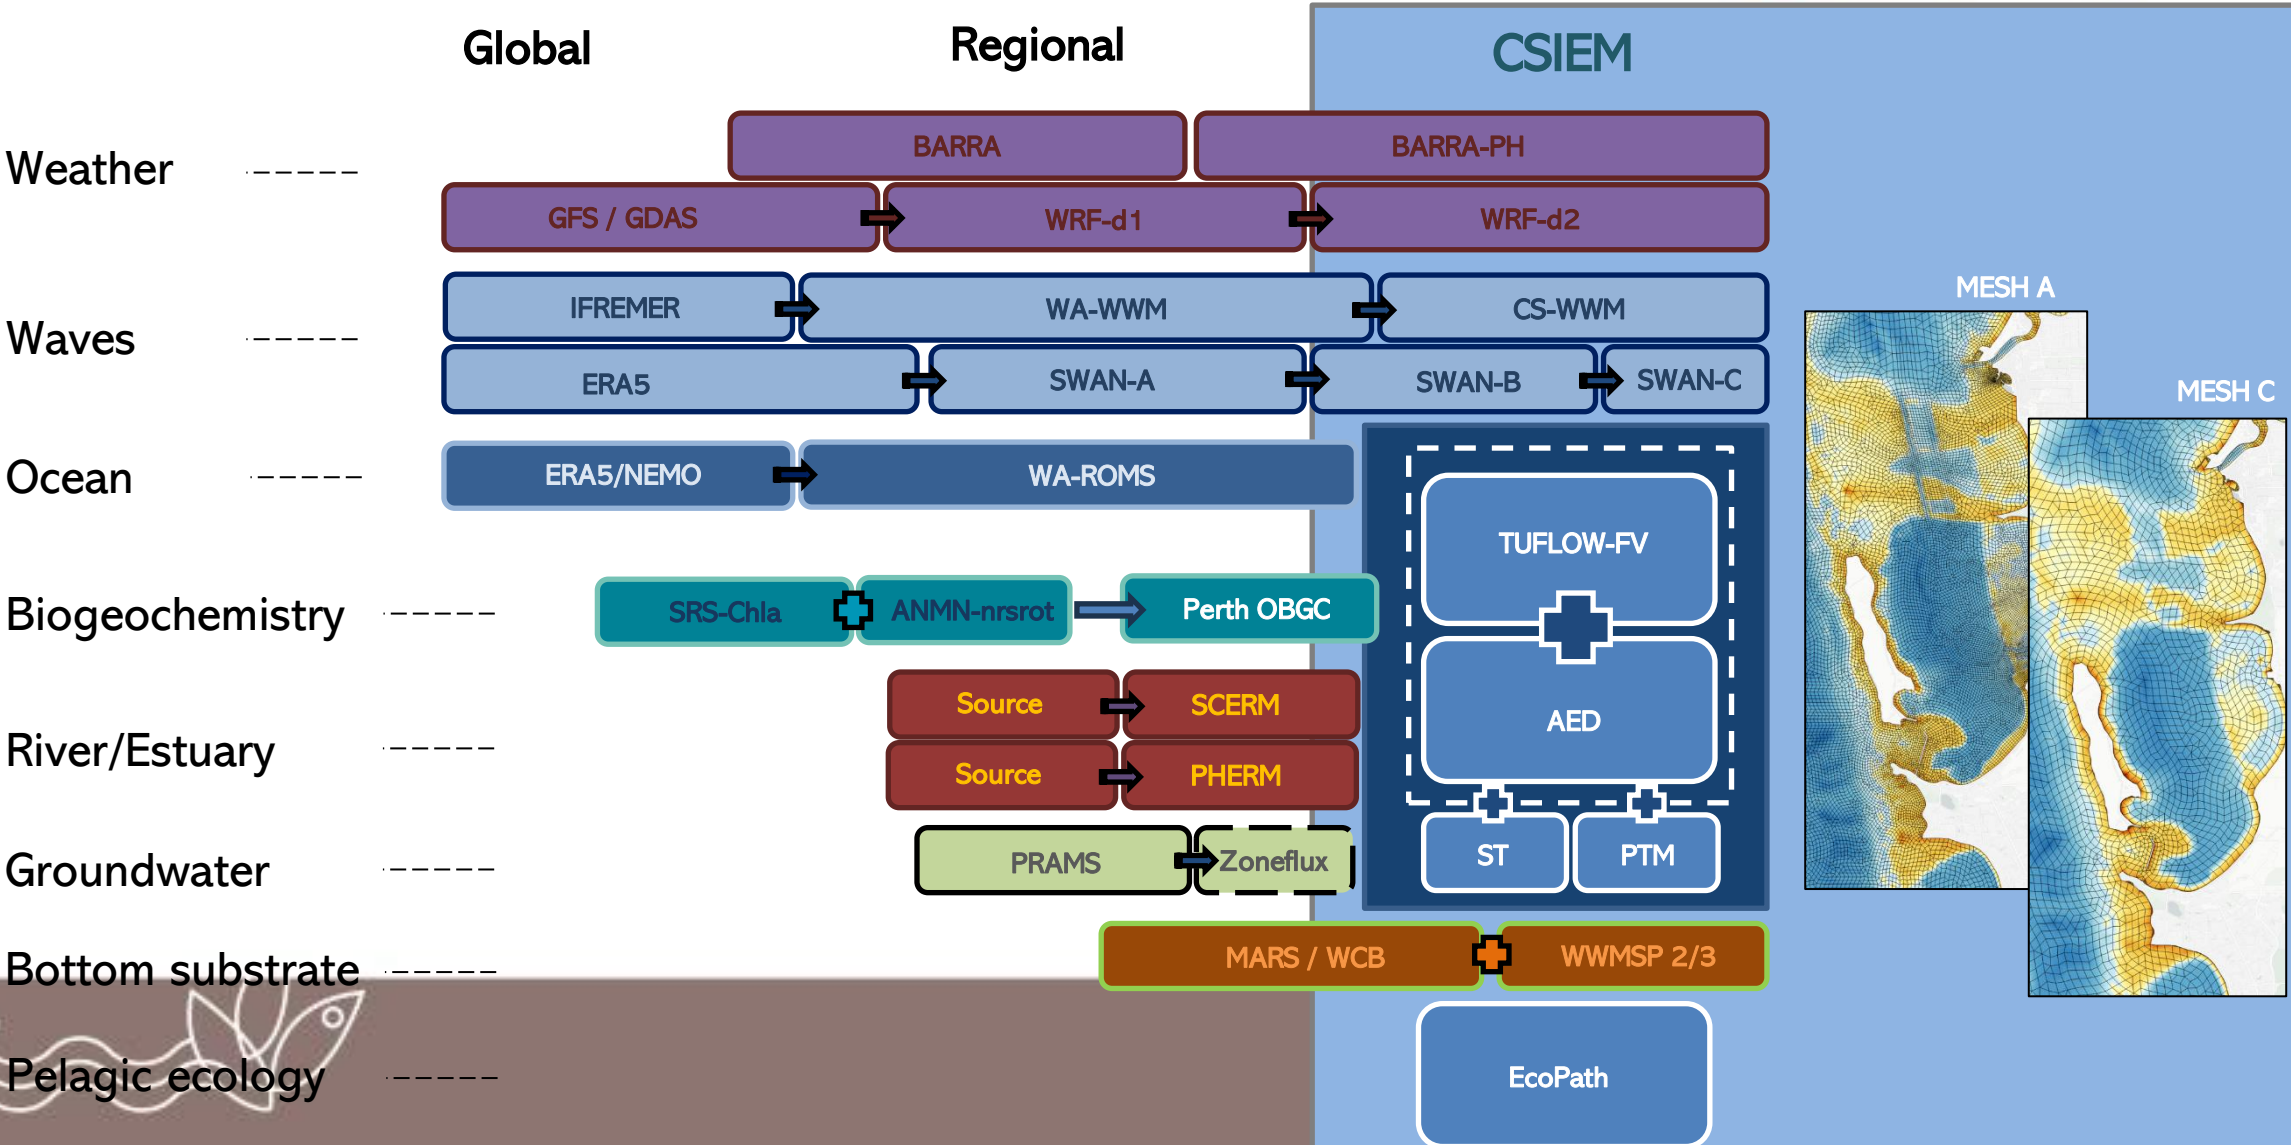 Global
Regional
CSIEM
Weather
BARRA
BARRA-PH
GFS / GDAS
WRF-d1
WRF-d2
Waves
IFREMER
WA-WWM
CS-WWM
ERA5
SWAN-A
SWAN-B
SWAN-C
MESH A
MESH C
Ocean
ERA5/NEMO
WA-ROMS
TUFLOW-FV
Biogeochemistry
SRS-Chla
ANMN-nrsrot
Perth OBGC
River/Estuary
Source
SCERM
Source
PHERM
AED
Groundwater
PRAMS
Zoneflux
ST
PTM
Bottom substrate
MARS / WCB
WWMSP 2/3
Pelagic ecology
EcoPath